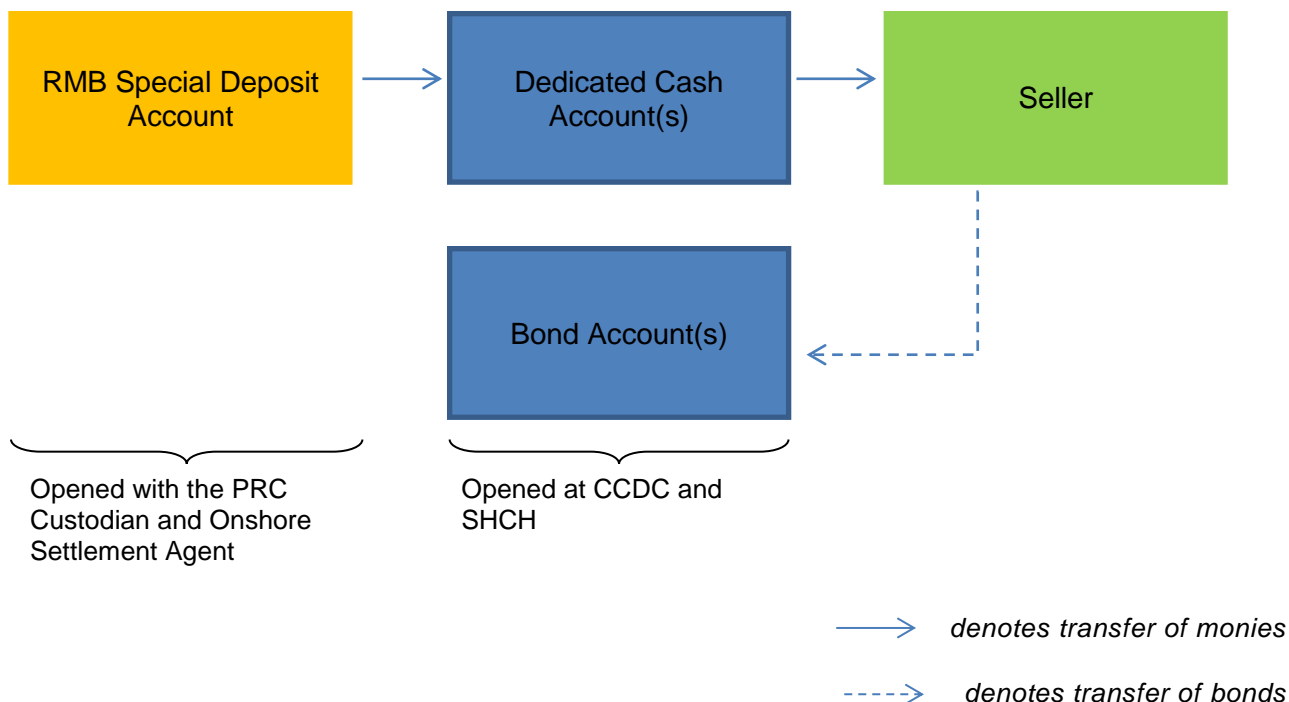 RMB Special Deposit
Account
Dedicated Cash
Account(s)
Seller
Bond Account(s)
Opened with the PRC
Custodian and Onshore
Settlement Agent
Opened at CCDC and
SHCH
denotes transfer of monies
denotes transfer of bonds